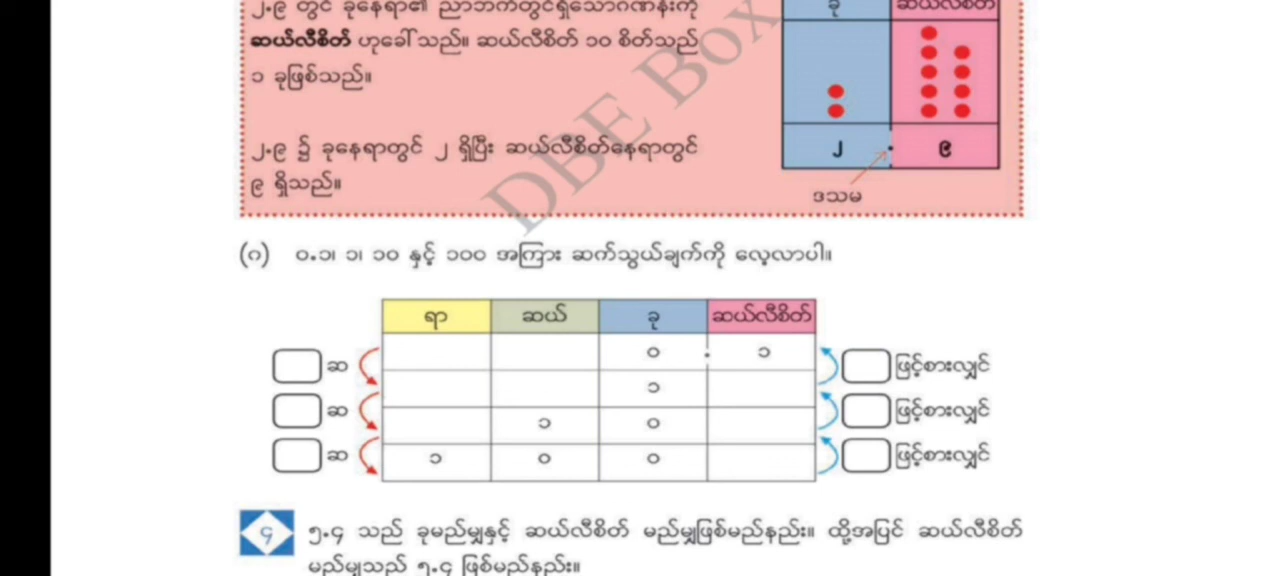 ၂.၉ တွင် ခုနေရာ၏ ညာဘက်တွင်ရှိသောဂဏန်းကို
ဆယ်လီစိတ် ဟုခေါ်သည်။ ဆယ်လီစိတ် ၁၀ စိတ်သည်
၁ ခုဖြစ်သည်။
၂.၉ ၌ ခုနေရာတွင် ၂ ရှိပြီး ဆယ်လီစိတ်နေရာတွင်
၉ ရှိသည်။
ခု ဆယ်လီစိတ်
၂ . ၉
ဒသမ
DBE Box
(ဂ) ၀.၁၊ ၁၊ ၁၀ နှင့် ၁၀၀ အကြား ဆက်သွယ်ချက်ကို လေ့လာပါ။
ရာ ဆယ် ခု ဆယ်လီစိတ်
၀ . ၁
ဆ ဖြင့်စားလျှင်
၁
ဆ ဖြင့်စားလျှင်
၁ ၀
ဆ ဖြင့်စားလျှင်
၁ ၀ ၀
၄ ၅.၄ သည် ခုမည်မျှနှင့် ဆယ်လီစိတ် မည်မျှဖြစ်မည်နည်း။ ထို့အပြင် ဆယ်လီစိတ်
မည်မျှသည် ၅.၄ ဖြစ်မည်နည်း။